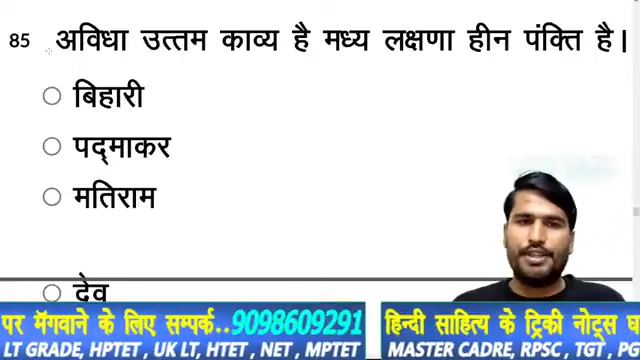 85 अविधा उत्तम काव्य है मध्य लक्षणा हीन पंक्ति है।
बिहारी
पद्माकर
मतिराम
देव
पर मॅगवाने के लिए सम्पर्क..9098609291 हिन्दी साहित्य के ट्रिकी नोट्स घ
LT GRADE, HPTET , UK LT, HTET , NET , MPTET MASTER CADRE, RPSC, TGT , PG